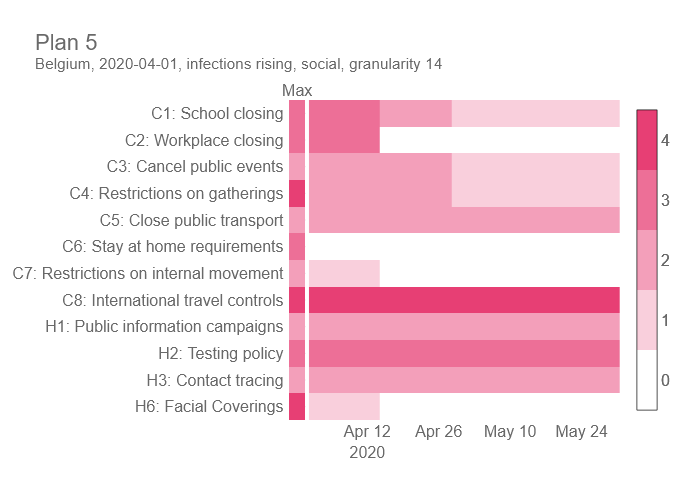 Plan 5
Belgium, 2020-04-01, infections rising, social, granularity 14
Max
C1: School closing
C2: Workplace closing
C3: Cancel public events
C4: Restrictions on gatherings
C5: Close public transport
C6: Stay at home requirements
C7: Restrictions on internal movement
C8: International travel controls
H1: Public information campaigns
H2: Testing policy
H3: Contact tracing
H6: Facial Coverings
Apr 12 Apr 26 May 10 May 24
2020
4
3
2
1
0